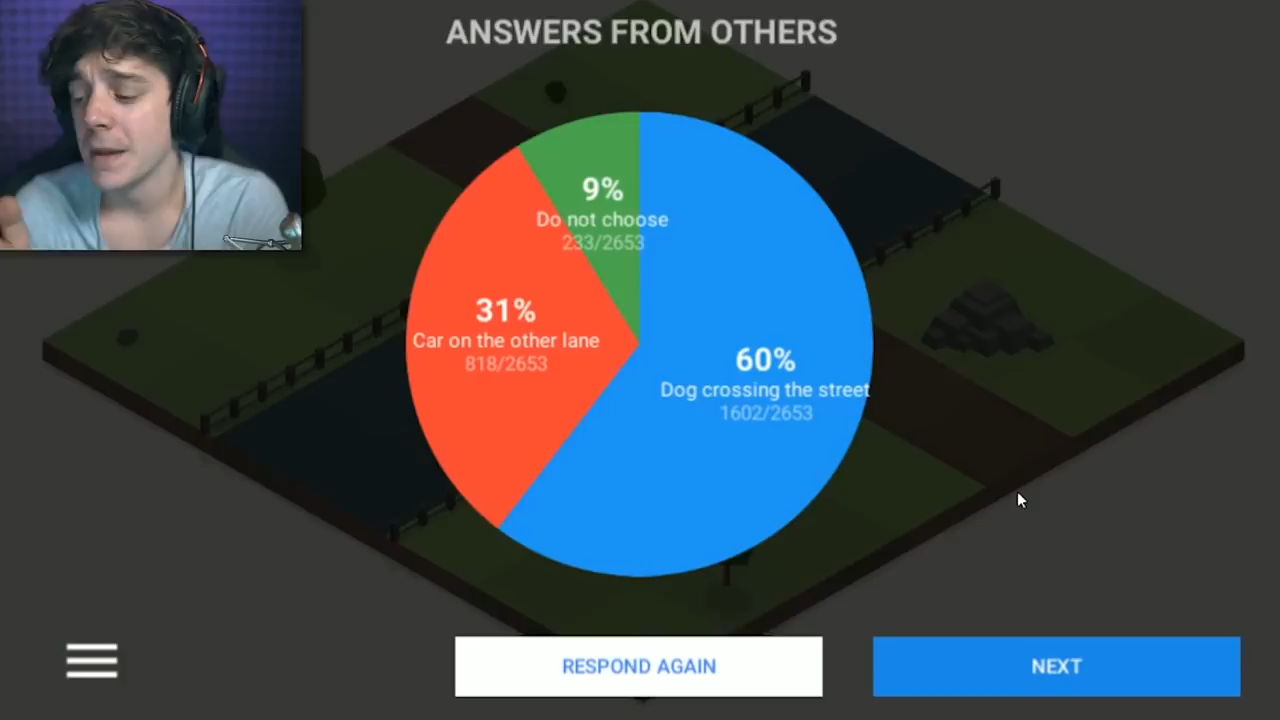 ANSWERS FROM OTHERS
9%
Do not choose
233/2653
31%
Car on the other lane
818/2653
60%
Dog crossing the street
1602/2653
RESPOND AGAIN
NEXT